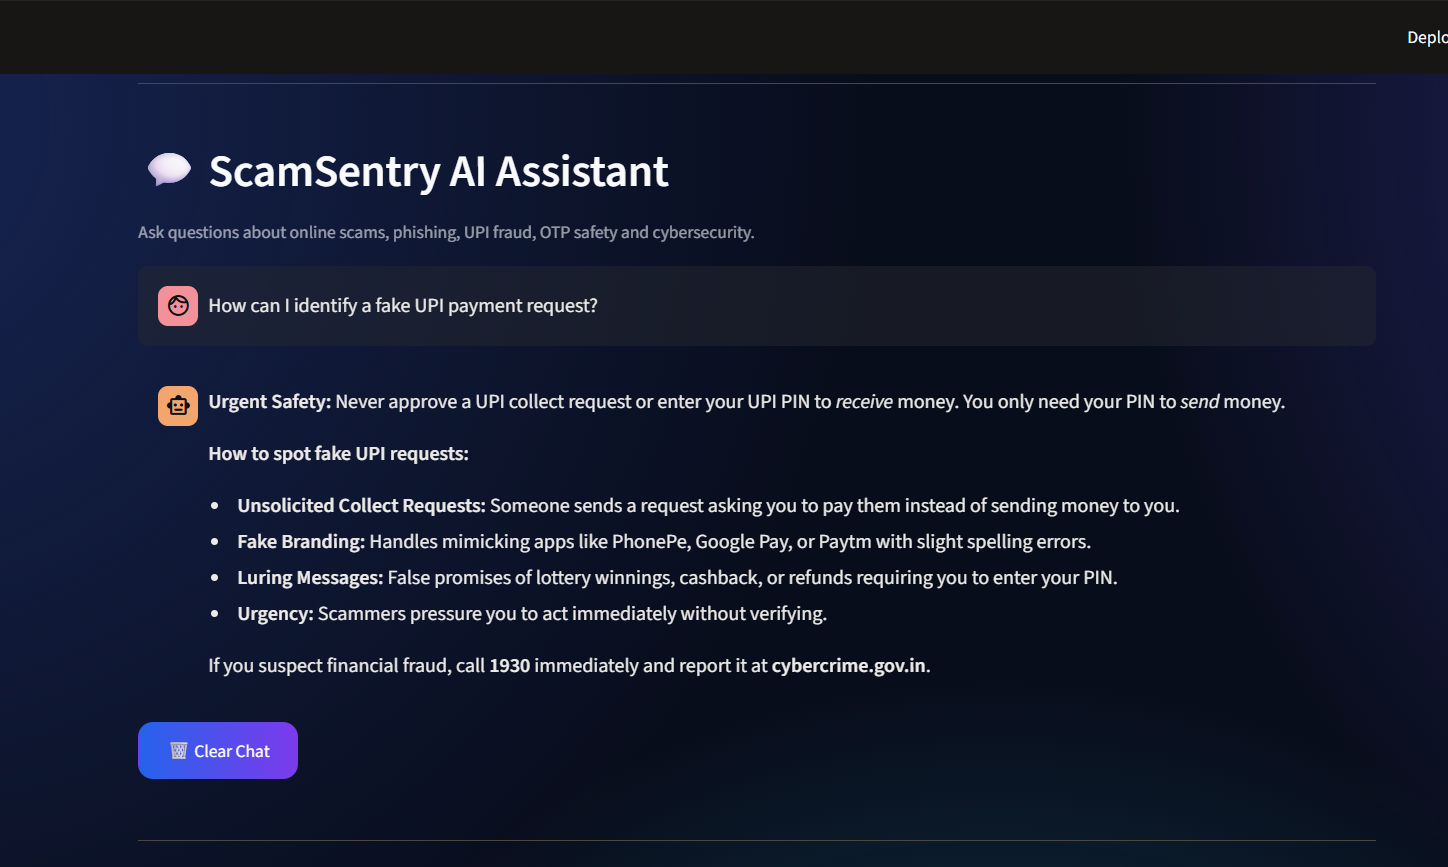 Deplo
ScamSentry AI Assistant
Ask questions about online scams, phishing, UPI fraud, OTP safety and cybersecurity.
How can I identify a fake UPI payment request?
Urgent Safety: Never approve a UPI collect request or enter your UPI PIN to receive money. You only need your PIN to send money.
How to spot fake UPI requests:
• Unsolicited Collect Requests: Someone sends a request asking you to pay them instead of sending money to you.
• Fake Branding: Handles mimicking apps like PhonePe, Google Pay, or Paytm with slight spelling errors.
• Luring Messages: False promises of lottery winnings, cashback, or refunds requiring you to enter your PIN.
• Urgency: Scammers pressure you to act immediately without verifying.
If you suspect financial fraud, call 1930 immediately and report it at cybercrime.gov.in.
Clear Chat